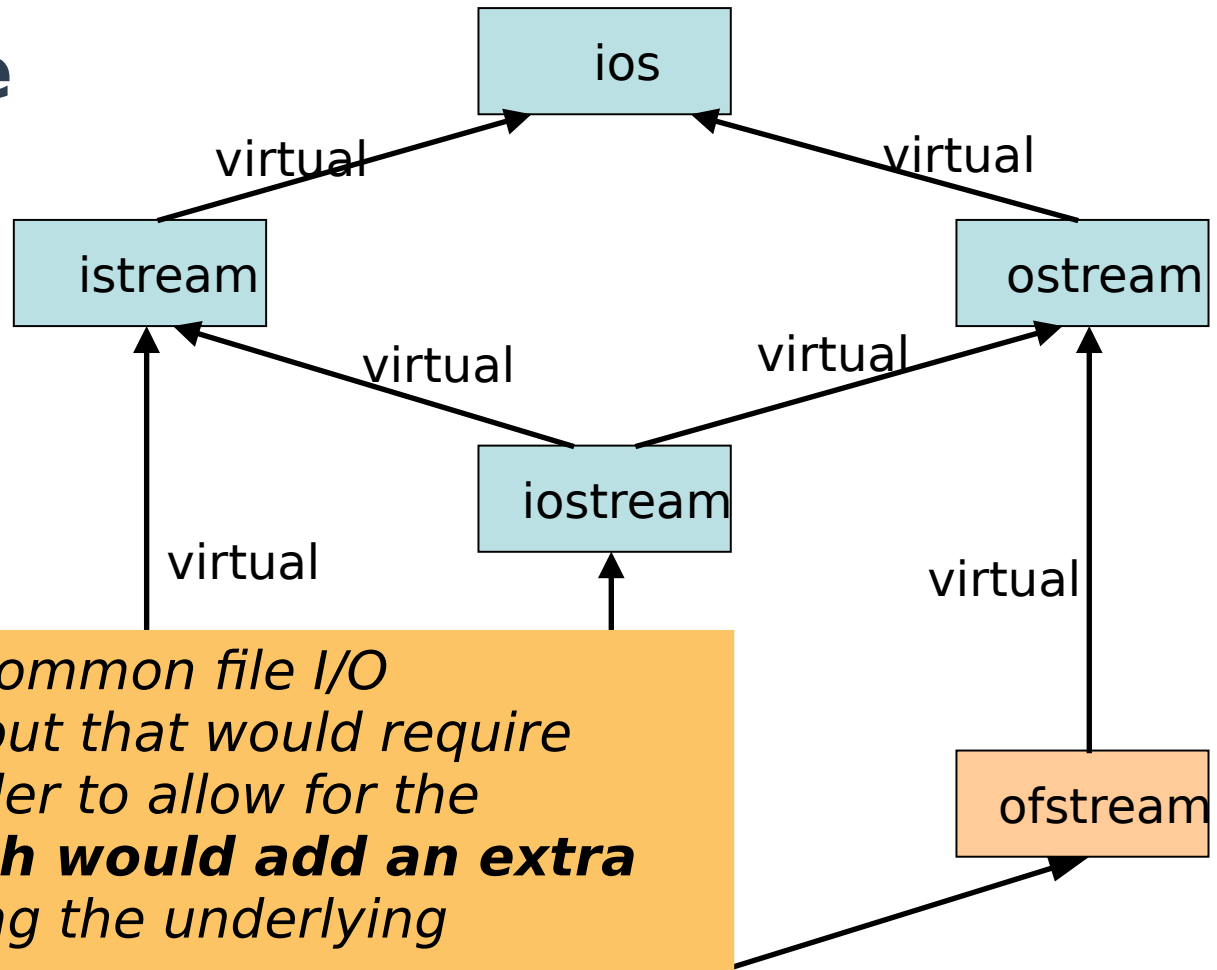 e
ios
virtual
virtual
istream
ostream
virtual
virtual
iostream
virtual
virtual
ommon file I/O
out that would require
der to allow for the
h would add an extra
ng the underlying
ofstream